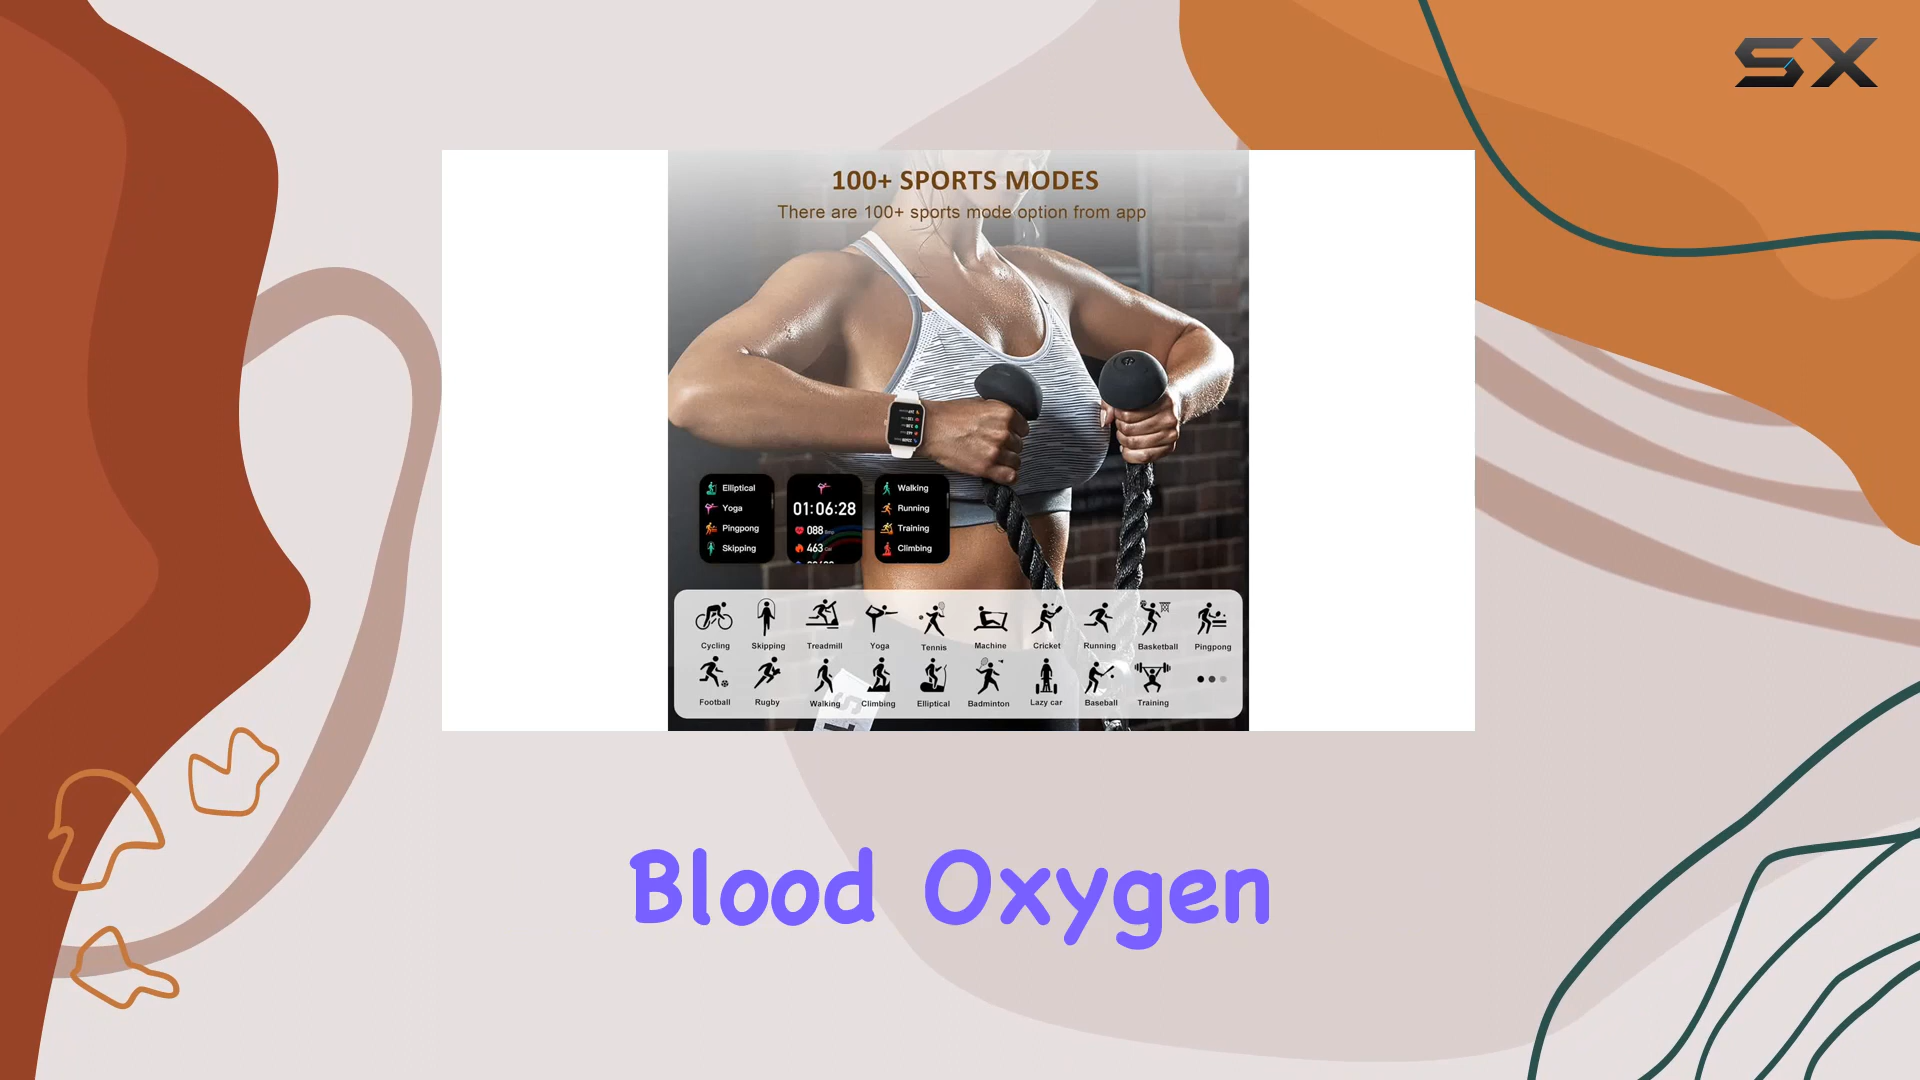 SX
100+ SPORTS MODES
There are 100+ sports mode option from app
Elliptical
Yoga
Pingpong
Skipping
01:06:28
088
463
Walking
Running
Training
Climbing
Cycling Skipping Treadmill Yoga Tennis Machine Cricket Running Basketball Pingpong
Football Rugby Walking Climbing Elliptical Badminton Lazy car Baseball Training
Blood Oxygen